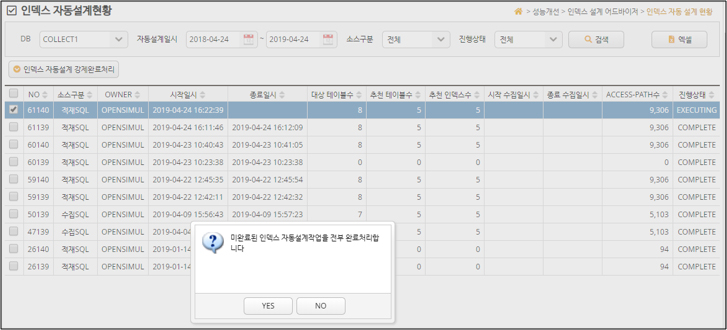 인덱스 자동설계현황
> 성능개선 > 인덱스 설계 어드바이저 > 인덱스 자동 설계 현황
DB COLLECT1 자동설계일시 2018-04-24 ~ 2019-04-24 소스구분 전체 진행상태 전체 검색 엑셀
인덱스 자동설계 강제완료처리
NO 소스구분 OWNER 시작일시 종료일시 대상 테이블수 추천 테이블수 추천 인덱스수 시작 수집일시 종료 수집일시 ACCESS-PATH수 진행상태
61140 적재SQL OPENSIMUL 2019-04-24 16:22:39 8 5 5 9,306 EXECUTING
61139 적재SQL OPENSIMUL 2019-04-24 16:11:46 2019-04-24 16:12:09 8 5 5 9,306 COMPLETE
60140 적재SQL OPENSIMUL 2019-04-23 10:40:43 2019-04-23 10:41:05 8 5 5 9,306 COMPLETE
60139 적재SQL OPENSIMUL 2019-04-23 10:23:38 2019-04-23 10:23:38 0 0 0 0 COMPLETE
59140 적재SQL OPENSIMUL 2019-04-22 12:45:35 2019-04-22 12:45:54 8 5 5 9,306 COMPLETE
59139 적재SQL OPENSIMUL 2019-04-22 12:42:11 2019-04-22 12:42:32 8 5 5 9,306 COMPLETE
50139 수집SQL OPENSIMUL 2019-04-09 15:56:43 2019-04-09 15:57:23 7 5 5 5,103 COMPLETE
47139 수집SQL OPENSIMUL 5 5,103 COMPLETE
26140 적재SQL OPENSIMUL 2019-01-14 0 94 COMPLETE
26139 적재SQL OPENSIMUL 2019-01-14 0 94 COMPLETE
미완료된 인덱스 자동설계작업을 전부 완료처리합
니다
YES NO